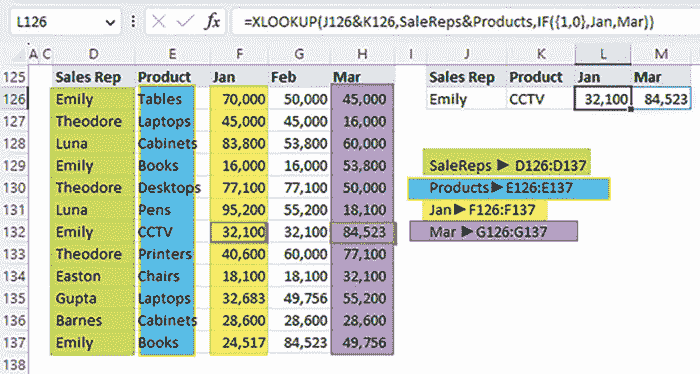 L126 fx =XLOOKUP(J126&K126,SaleReps&Products,IF({1,0},Jan,Mar))
A C D E F G H I J K L M
125 Sales Rep Product Jan Feb Mar Sales Rep Product Jan Mar
126 Emily Tables 70,000 50,000 45,000 Emily CCTV 32,100 84,523
127 Theodore Laptops 45,000 45,000 16,000
128 Luna Cabinets 83,800 53,800 60,000
129 Emily Books 16,000 16,000 53,800 SaleReps ► D126:D137
130 Theodore Desktops 77,100 77,100 50,000 Products ► E126:E137
131 Luna Pens 95,200 55,200 18,100 Jan ► F126:F137
132 Emily CCTV 32,100 32,100 84,523 Mar ► G126:G137
133 Theodore Printers 40,600 60,000 77,100
134 Easton Chairs 18,100 18,100 32,100
135 Gupta Laptops 32,683 49,756 55,200
136 Barnes Cabinets 28,600 28,600 28,600
137 Emily Books 24,517 84,523 49,756
138